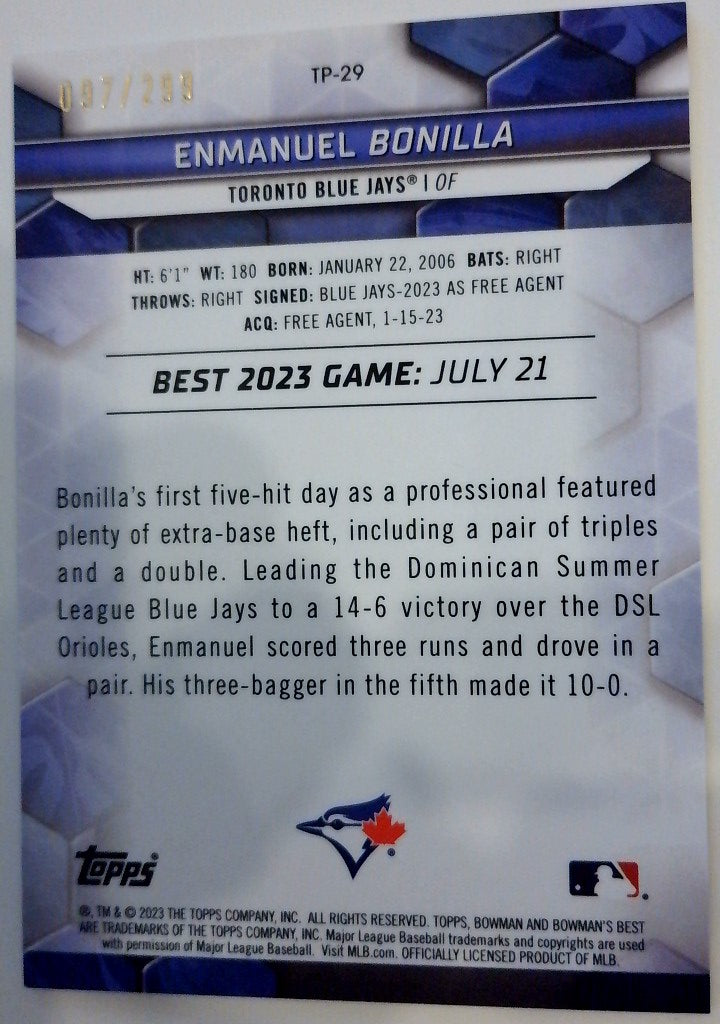 097/299
TP-29
ENMANUEL BONILLA
TORONTO BLUE JAYS® | OF
HT: 6'1" WT: 180 BORN: JANUARY 22, 2006 BATS: RIGHT
THROWS: RIGHT SIGNED: BLUE JAYS-2023 AS FREE AGENT
ACQ: FREE AGENT, 1-15-23
BEST 2023 GAME: JULY 21
Bonilla's first five-hit day as a professional featured
plenty of extra-base heft, including a pair of triples
and a double. Leading the Dominican Summer
League Blue Jays to a 14-6 victory over the DSL
Orioles, Enmanuel scored three runs and drove in a
pair. His three-bagger in the fifth made it 10-0.
Topps®
®, TM & © 2023 THE TOPPS COMPANY, INC. ALL RIGHTS RESERVED. TOPPS, BOWMAN AND BOWMAN'S BEST
ARE TRADEMARKS OF THE TOPPS COMPANY, INC. Major League Baseball trademarks and copyrights are used
with permission of Major League Baseball. Visit MLB.com. OFFICIALLY LICENSED PRODUCT OF MLB.